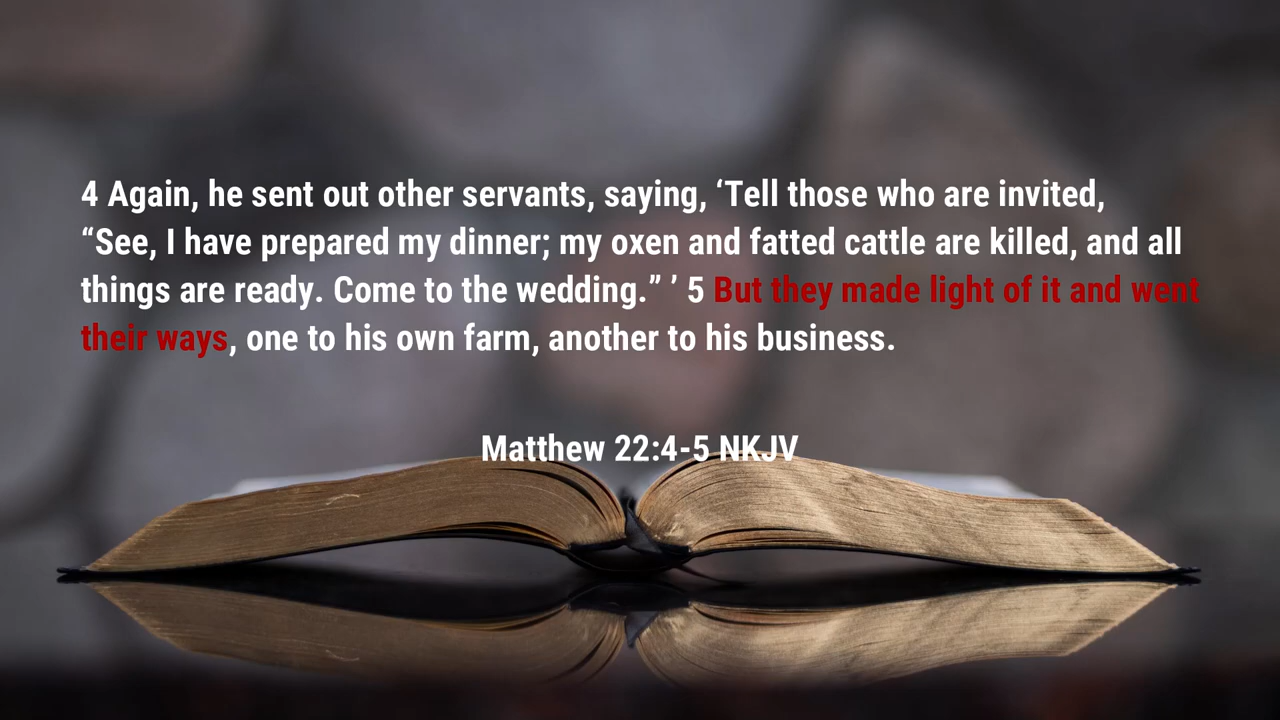 4 Again, he sent out other servants, saying, ‘Tell those who are invited,
“See, I have prepared my dinner; my oxen and fatted cattle are killed, and all
things are ready. Come to the wedding.” ’ 5 But they made light of it and went
their ways, one to his own farm, another to his business.
Matthew 22:4-5 NKJV